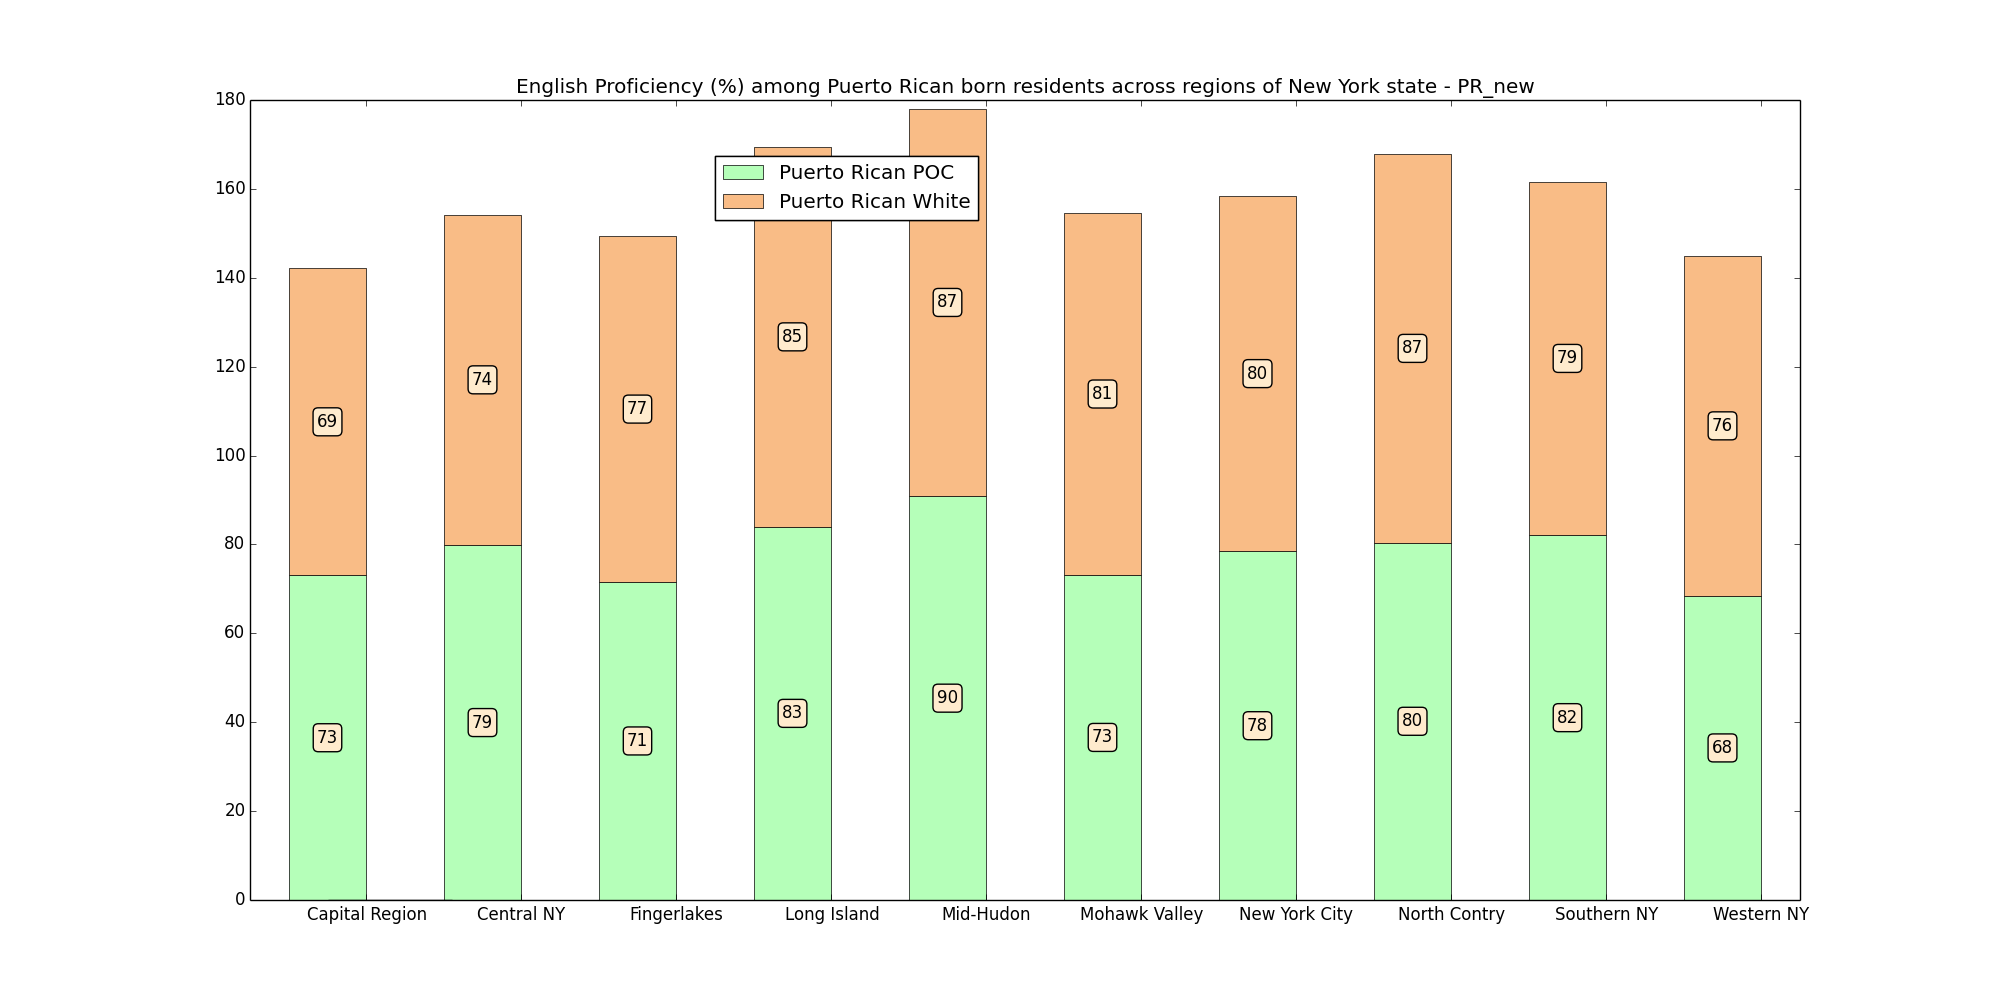 English Proficiency (%) among Puerto Rican born residents across regions of New York state - PR_new
180
160
140
120
100
80
60
40
20
0
Puerto Rican POC
Puerto Rican White
69 74 77 85 87 81 80 87 79 76
73 79 71 83 90 73 78 80 82 68
Capital Region Central NY Fingerlakes Long Island Mid-Hudon Mohawk Valley New York City North Contry Southern NY Western NY